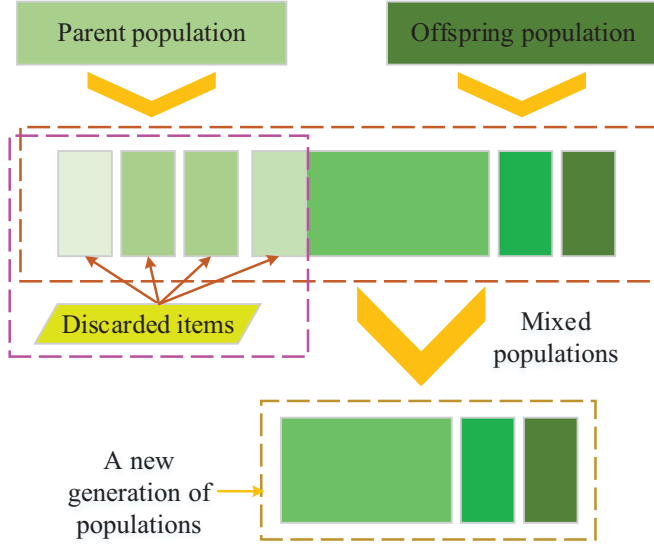 Parent population
Offspring population
Discarded items
Mixed
populations
A new
generation of
populations